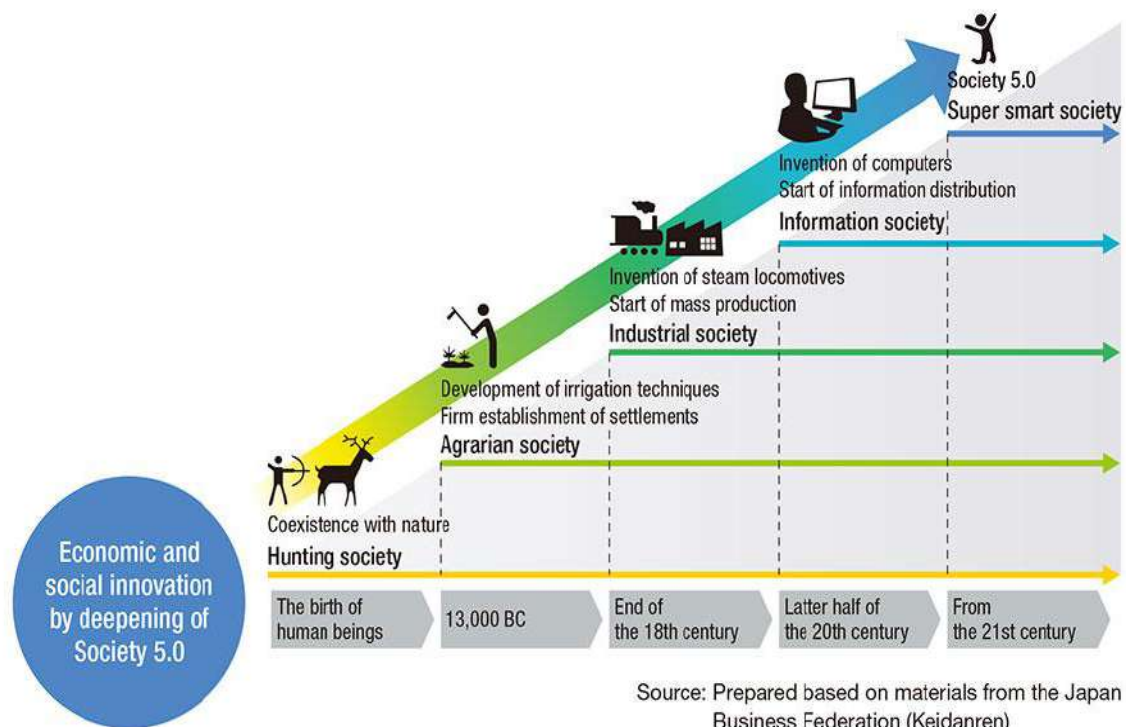 Society 5.0
Super smart society
Invention of computers
Start of information distribution
Information society
Invention of steam locomotives
Start of mass production
Industrial society
Development of irrigation techniques
Firm establishment of settlements
Agrarian society
Coexistence with nature
Hunting society
Economic and
social innovation
by deepening of
Society 5.0
The birth of
human beings
13,000 BC
End of
the 18th century
Latter half of
the 20th century
From
the 21st century
Source: Prepared based on materials from the Japan
Business Federation (Keidanren)